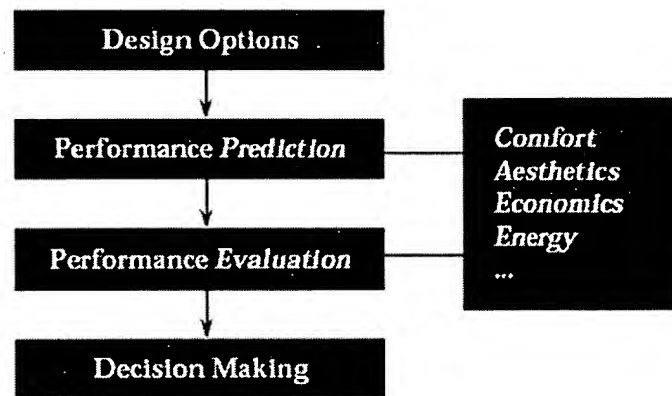 Design Options
Performance Prediction
Performance Evaluation
Decision Making
Comfort
Aesthetics
Economics
Energy
...